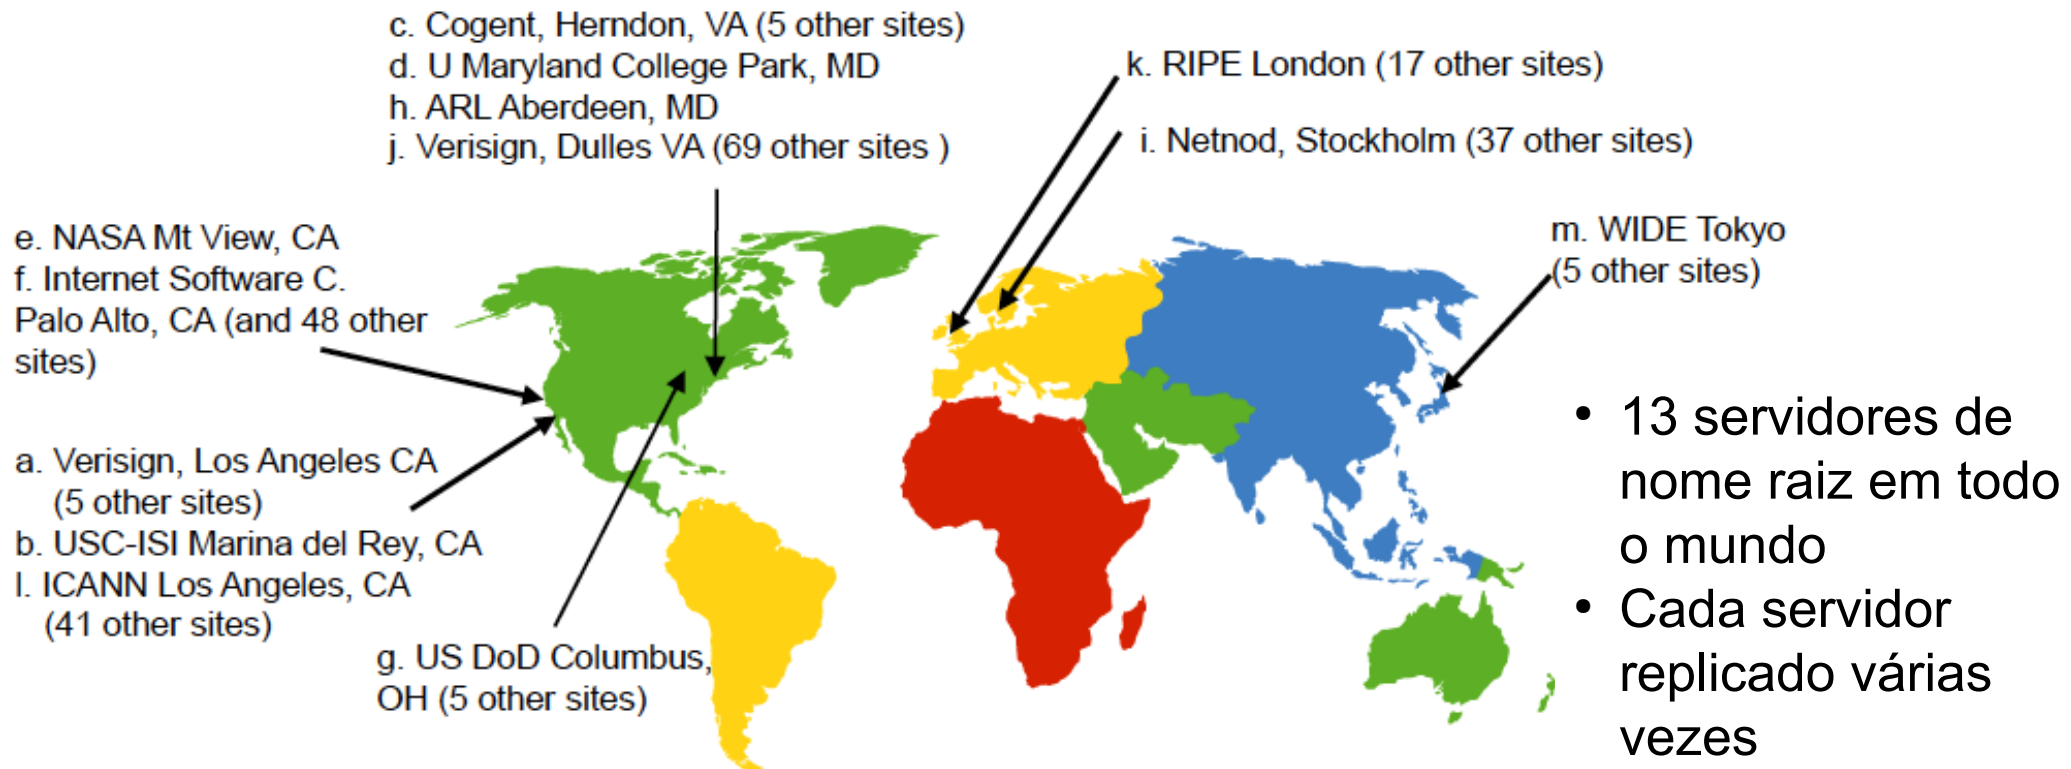 c. Cogent, Herndon, VA (5 other sites)
d. U Maryland College Park, MD
h. ARL Aberdeen, MD
j. Verisign, Dulles VA (69 other sites )
k. RIPE London (17 other sites)
i. Netnod, Stockholm (37 other sites)
m. WIDE Tokyo
(5 other sites)
e. NASA Mt View, CA
f. Internet Software C.
Palo Alto, CA (and 48 other
sites)
a. Verisign, Los Angeles CA
(5 other sites)
b. USC-ISI Marina del Rey, CA
l. ICANN Los Angeles, CA
(41 other sites)
g. US DoD Columbus,
OH (5 other sites)
• 13 servidores de
nome raiz em todo
o mundo
• Cada servidor
replicado várias
vezes